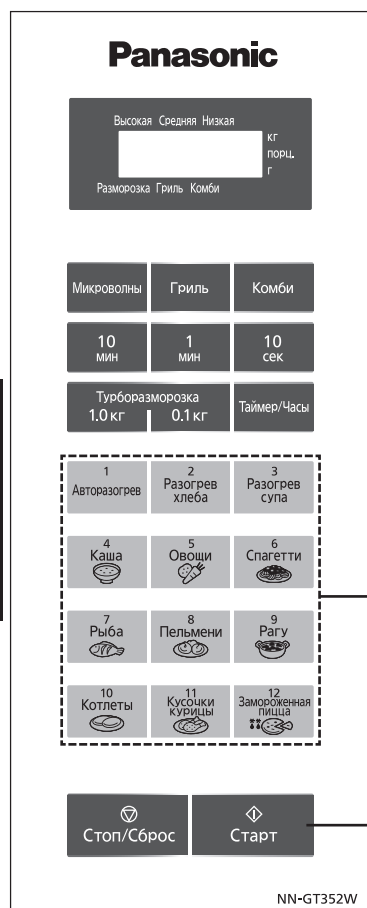 Panasonic
Высокая Средняя Низкая
кг
порц.
г
Разморозка Гриль Комби
Микроволны Гриль Комби
10 1 10
мин мин сек
Турборазморозка
1.0 кг 0.1 кг Таймер/Часы
1 2 3
Авторазогрев Разогрев хлеба Разогрев супа
4 5 6
Каша Овощи Спагетти
7 8 9
Рыба Пельмени Рагу
10 11 12
Котлеты Кусочки курицы Замороженная пицца
Стоп/Сброс Старт
NN-GT352W